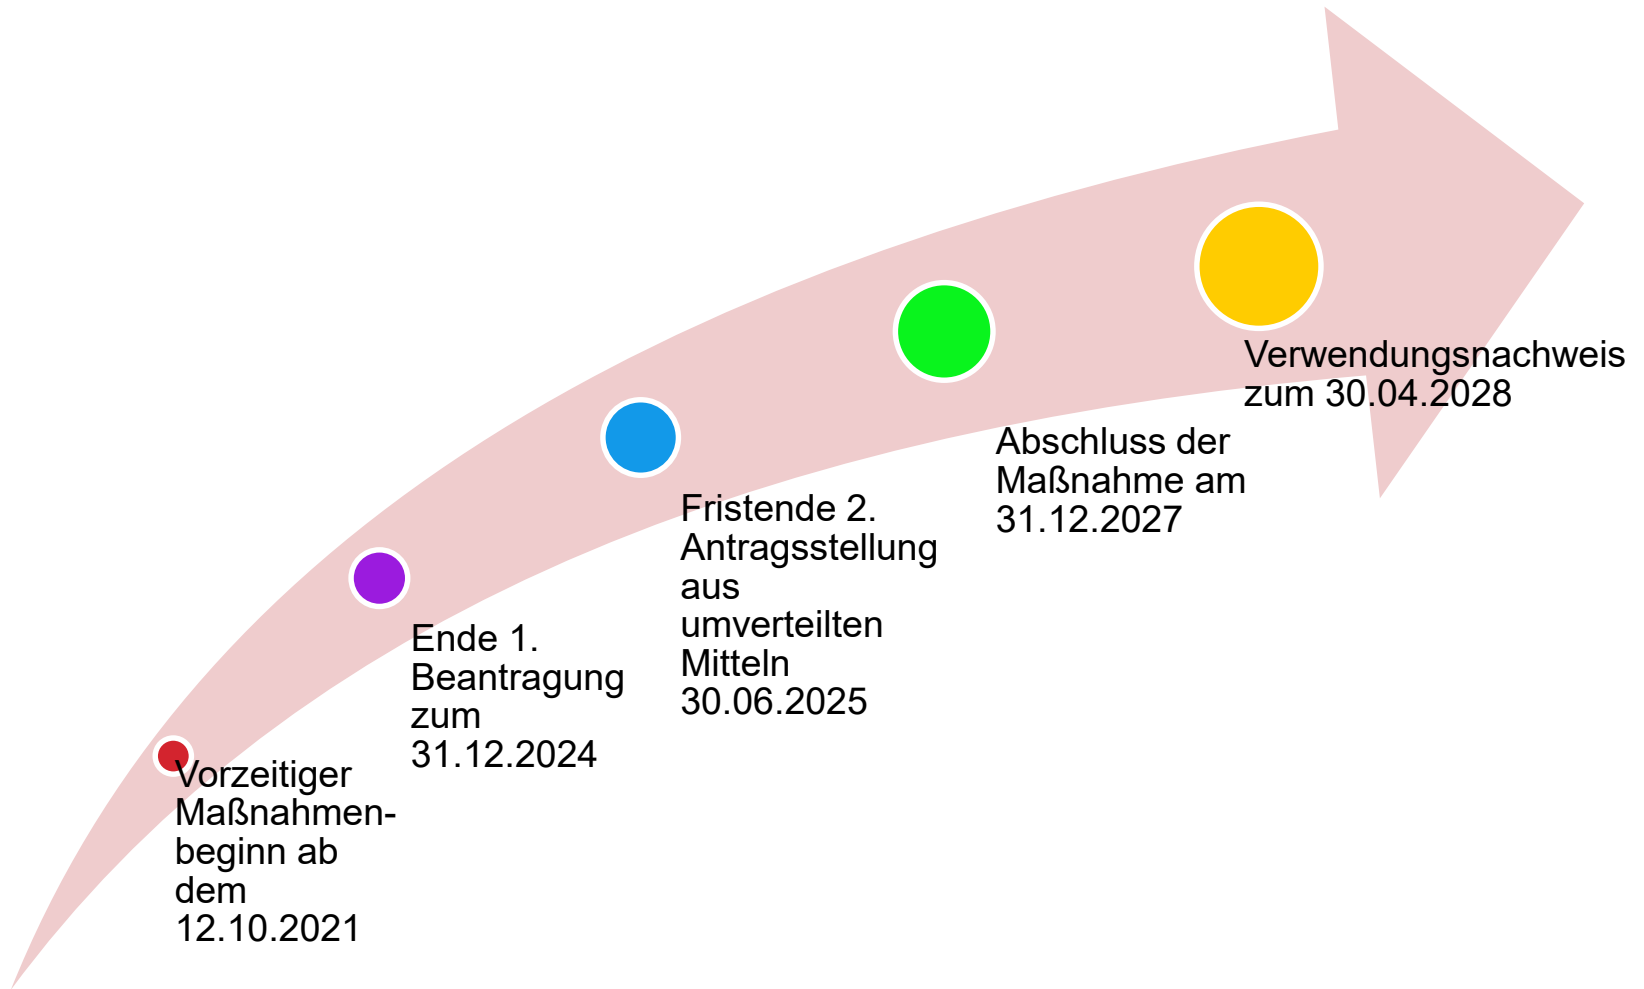 Vorzeitiger
Maßnahmen-
beginn ab
dem
12.10.2021
Ende 1.
Beantragung
zum
31.12.2024
Fristende 2.
Antragsstellung
aus
umverteilten
Mitteln
30.06.2025
Abschluss der
Maßnahme am
31.12.2027
Verwendungsnachweis
zum 30.04.2028